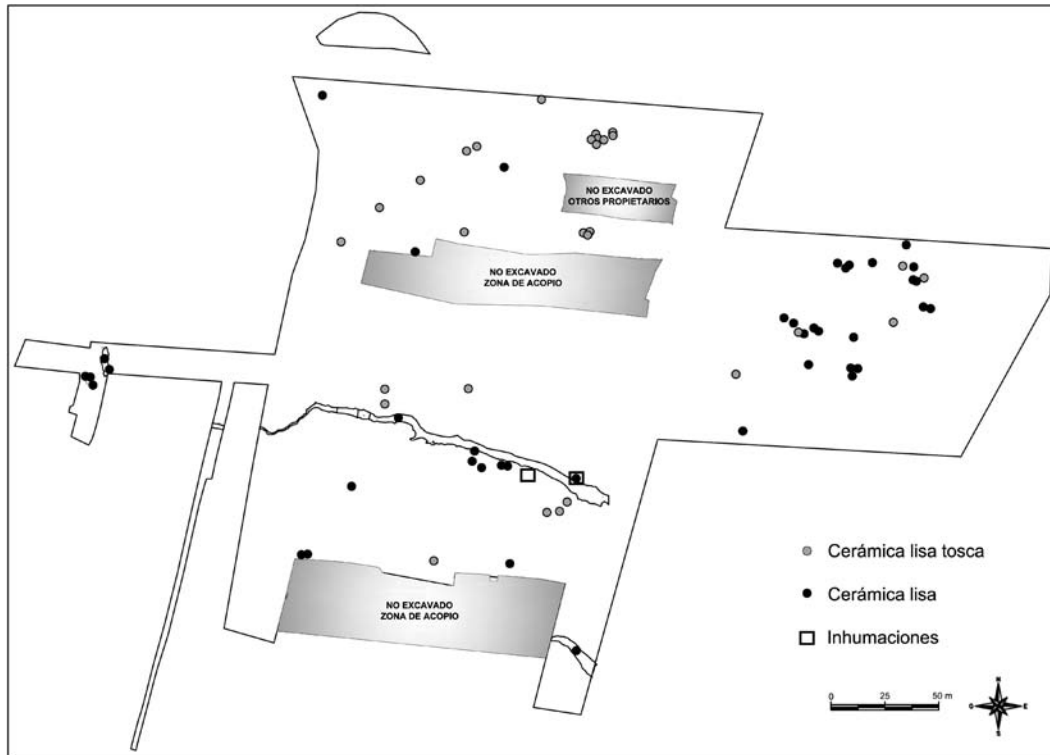 NO EXCAVADO
OTROS PROPIETARIOS
NO EXCAVADO
ZONA DE ACOPIO
NO EXCAVADO
ZONA DE ACOPIO
Cerámica lisa tosca
Cerámica lisa
Inhumaciones
0 25 50 m
N
O E
S